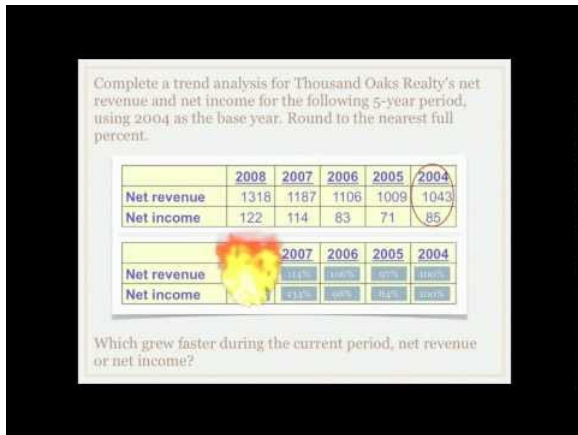 Complete a trend analysis for Thousand Oaks Realty's net
revenue and net income for the following 5-year period,
using 2004 as the base year. Round to the nearest full
percent.
2008 2007 2006 2005 2004
Net revenue 1318 1187 1106 1009 1043
Net income 122 114 83 71 85
2007 2006 2005 2004
Net revenue 114% 106% 97% 100%
Net income 134% 98% 84% 100%
Which grew faster during the current period, net revenue
or net income?